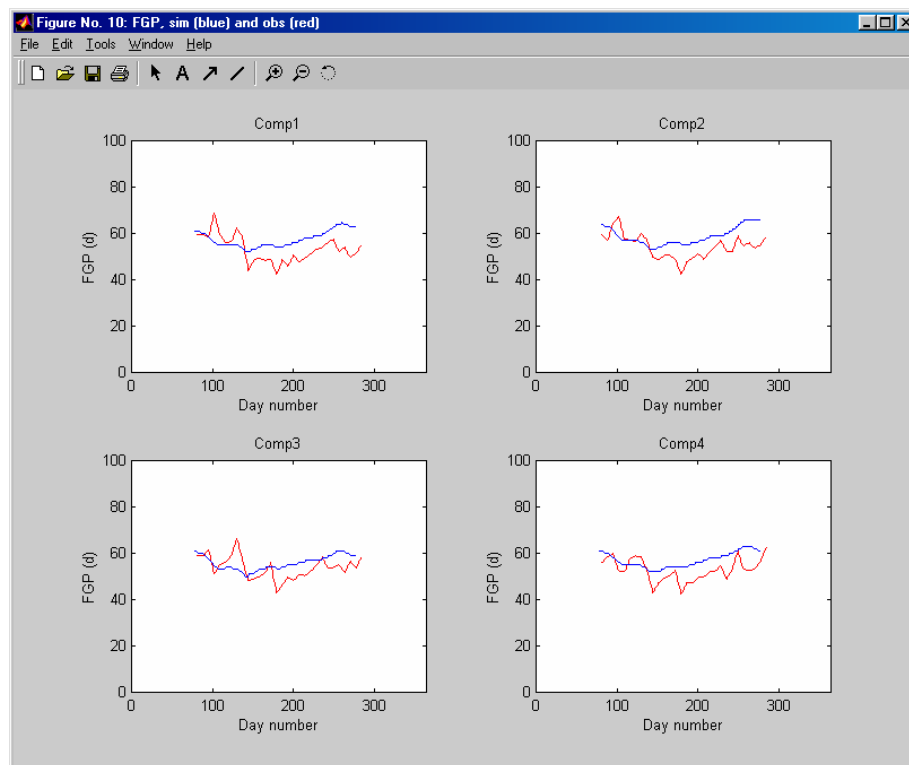 Figure No. 10: FGP, sim (blue) and obs (red)
File Edit Tools Window Help
A
Comp1
100
80
60
40
20
0
FGP (d)
0 100 200 300
Day number
Comp2
100
80
60
40
20
0
FGP (d)
0 100 200 300
Day number
Comp3
100
80
60
40
20
0
FGP (d)
0 100 200 300
Day number
Comp4
100
80
60
40
20
0
FGP (d)
0 100 200 300
Day number